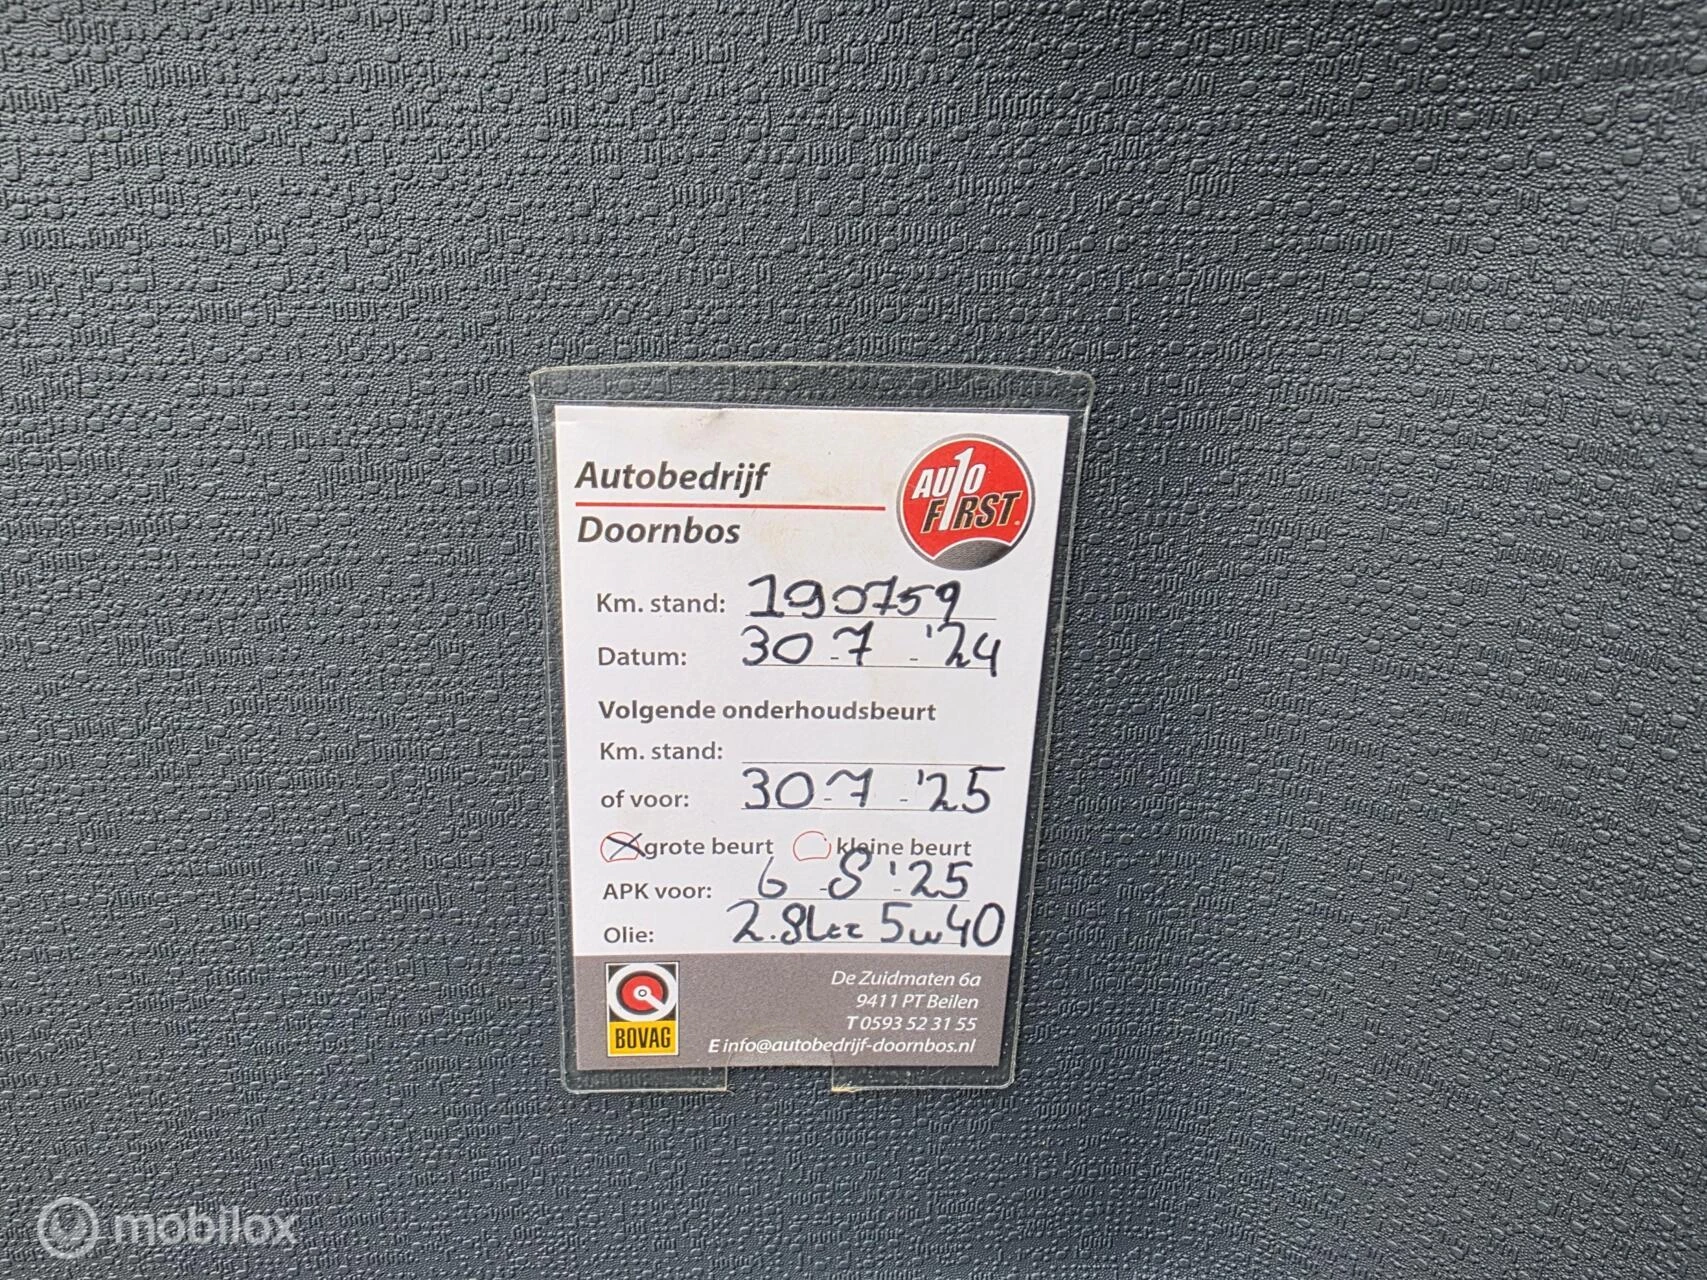 Autobedrijf
Doornbos
AUTO
FIRST
Km. stand: 190759
Datum: 30-7-'24
Volgende onderhoudsbeurt
Km. stand:
of voor: 30-7-'25
grote beurt kleine beurt
APK voor: 6-8-'25
Olie: 2.8Ltr 5w40
BOVAG
De Zuidmaten 6a
9411 PT Beilen
T 0593 52 31 55
E info@autobedrijf-doornbos.nl
mobilox